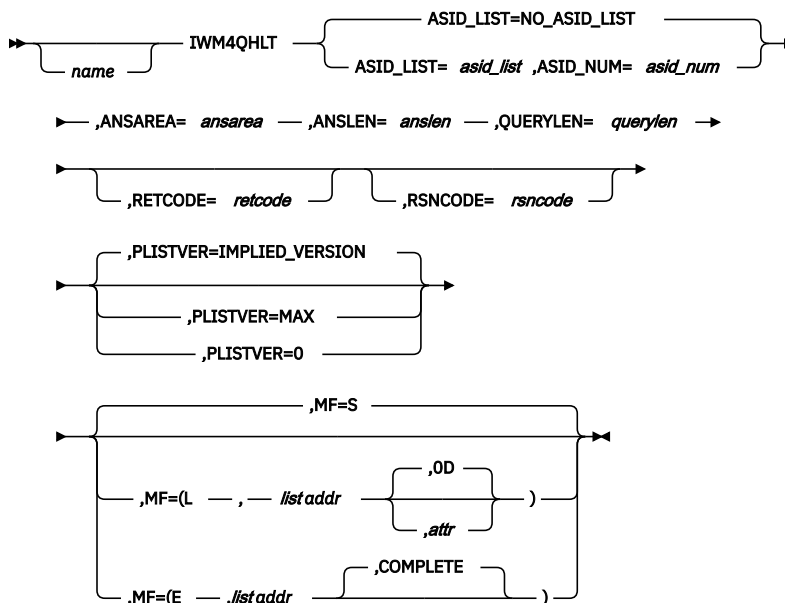 ASID_LIST=NO_ASID_LIST
name IWM4QHLT ASID_LIST= asid_list ,ASID_NUM= asid_num
,ANSAREA= ansarea ,ANSLEN= anslen ,QUERYLEN= querylen
,RETCODE= retcode ,RSNCODE= rsncode
,PLISTVER=IMPLIED_VERSION
,PLISTVER=MAX
,PLISTVER=0
,MF=S
,0D
,MF=(L , list addr )
,attr
,COMPLETE
,MF=(E ,list addr )